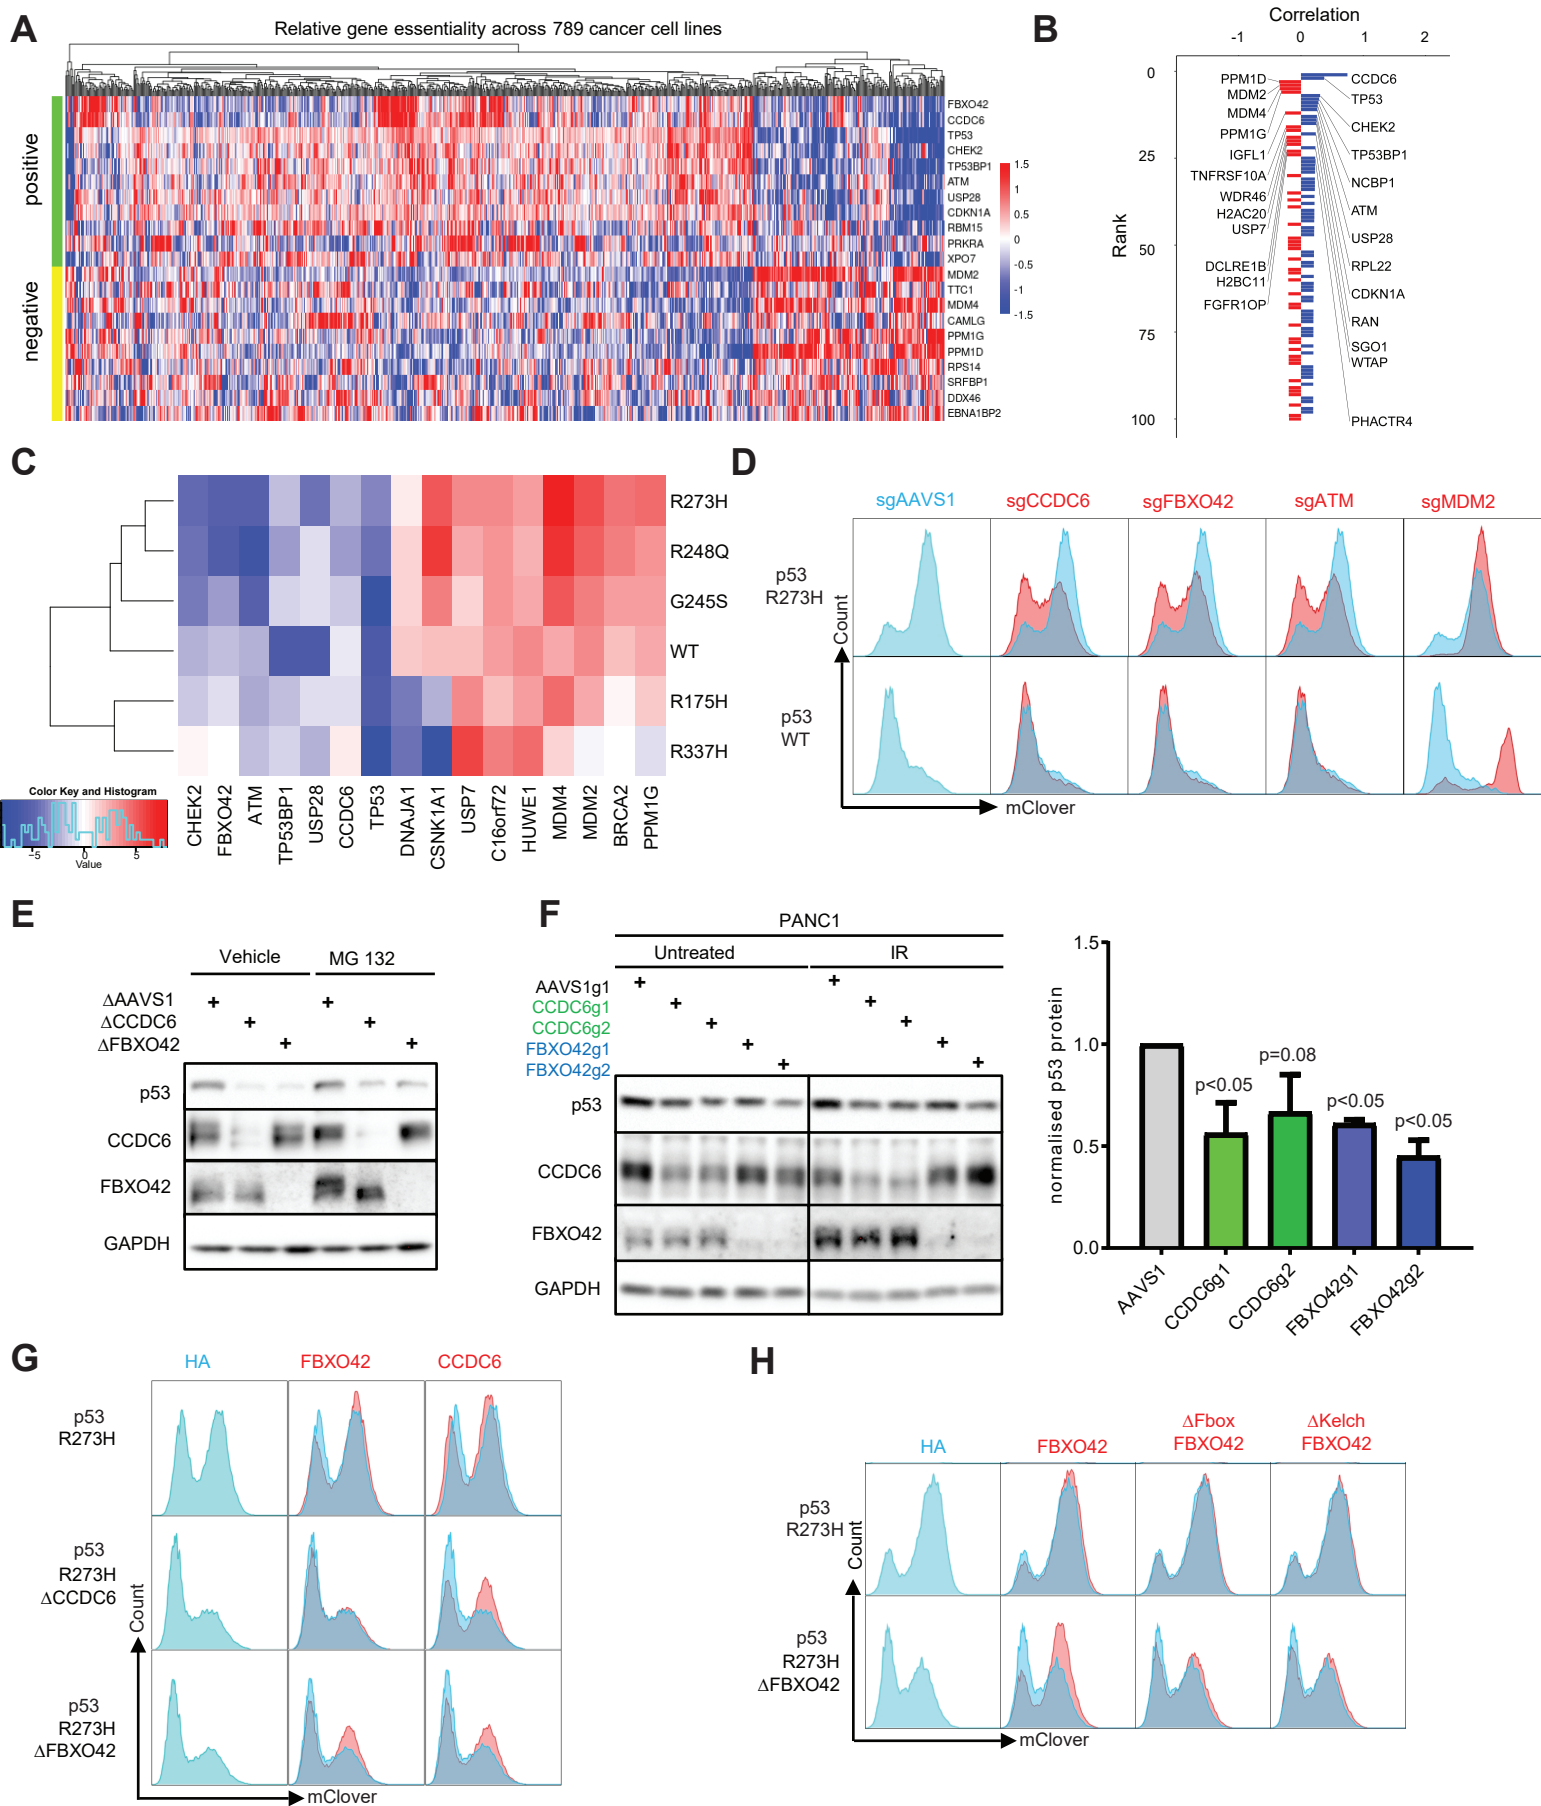 A
Relative gene essentiality across 789 cancer cell lines
positive
negative
FBXO42
CCDC6
TP53
CHEK2
TP53BP1
ATM
USP28
CDKN1A
RBM15
PRKRA
XPO7
MDM2
TTC1
MDM4
CAMLG
PPM1G
PPM1D
RPS14
SRFBP1
DDX46
EBNA1BP2
1.5
1
0.5
0
-0.5
-1
-1.5
B
Correlation
-1 0 1 2
Rank
0
25
50
75
100
PPM1D
MDM2
MDM4
PPM1G
IGFL1
TNFRSF10A
WDR46
H2AC20
USP7
DCLRE1B
H2BC11
FGFR1OP
CCDC6
TP53
CHEK2
TP53BP1
NCBP1
ATM
USP28
RPL22
CDKN1A
RAN
SGO1
WTAP
PHACTR4
C
R273H
R248Q
G245S
WT
R175H
R337H
Color Key and Histogram
−5 0 5
Value
CHEK2
FBXO42
ATM
TP53BP1
USP28
CCDC6
TP53
DNAJA1
CSNK1A1
USP7
C16orf72
HUWE1
MDM4
MDM2
BRCA2
PPM1G
D
sgAAVS1 sgCCDC6 sgFBXO42 sgATM sgMDM2
p53
R273H
p53
WT
Count
mClover
E
Vehicle MG 132
ΔAAVS1 + +
ΔCCDC6 + +
ΔFBXO42 + +
p53
CCDC6
FBXO42
GAPDH
F
PANC1
Untreated IR
AAVS1g1 + +
CCDC6g1 + +
CCDC6g2 + +
FBXO42g1 + +
FBXO42g2 + +
p53
CCDC6
FBXO42
GAPDH
normalised p53 protein
1.5
1.0
0.5
0.0
p<0.05
p=0.08
p<0.05
p<0.05
AAVS1
CCDC6g1
CCDC6g2
FBXO42g1
FBXO42g2
G
HA FBXO42 CCDC6
p53
R273H
p53
R273H
ΔCCDC6
p53
R273H
ΔFBXO42
Count
mClover
H
HA
FBXO42
ΔFbox
FBXO42
ΔKelch
FBXO42
p53
R273H
p53
R273H
ΔFBXO42
Count
mClover